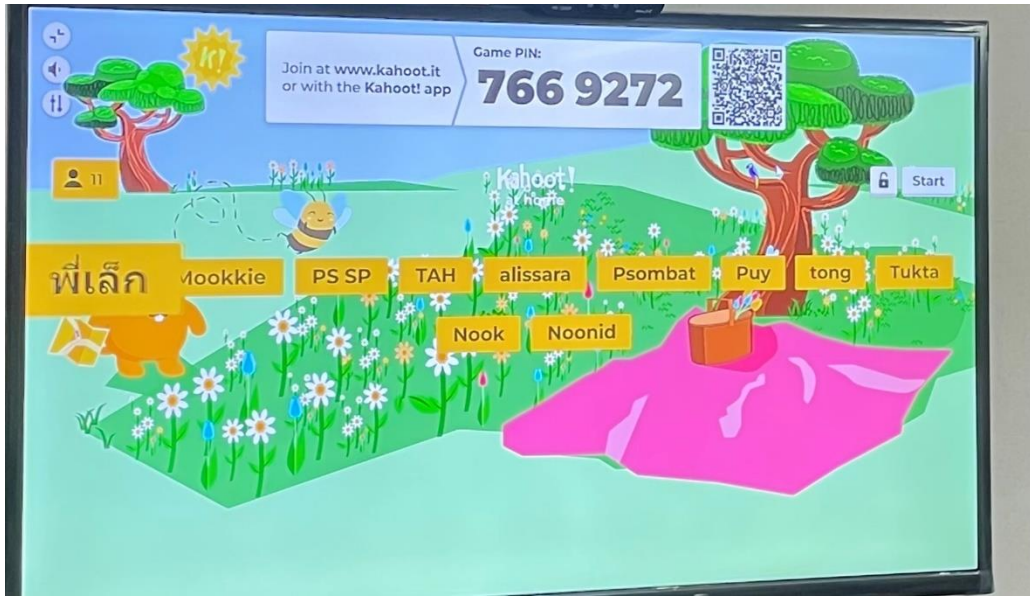 K!
Join at www.kahoot.it
or with the Kahoot! app
Game PIN:
766 9272
11
Kahoot!
at home
Start
พี่เล็ก Mookkie PS SP TAH alissara Psombat Puy tong Tukta
Nook Noonid